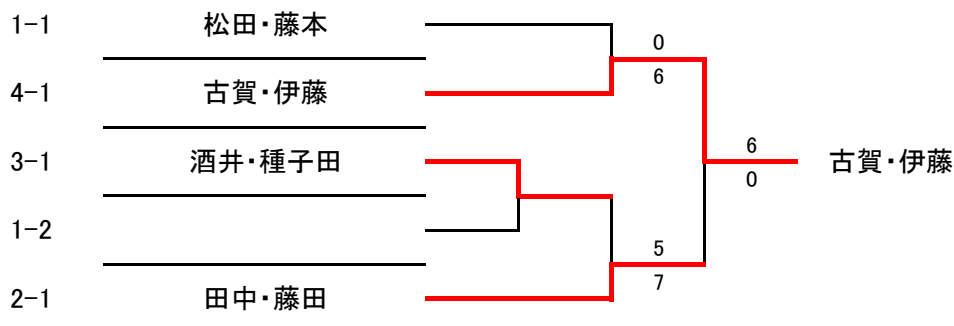 1-1 松田・藤本
0
6
4-1 古賀・伊藤
6
0
古賀・伊藤
3-1 酒井・種子田
1-2
5
7
2-1 田中・藤田